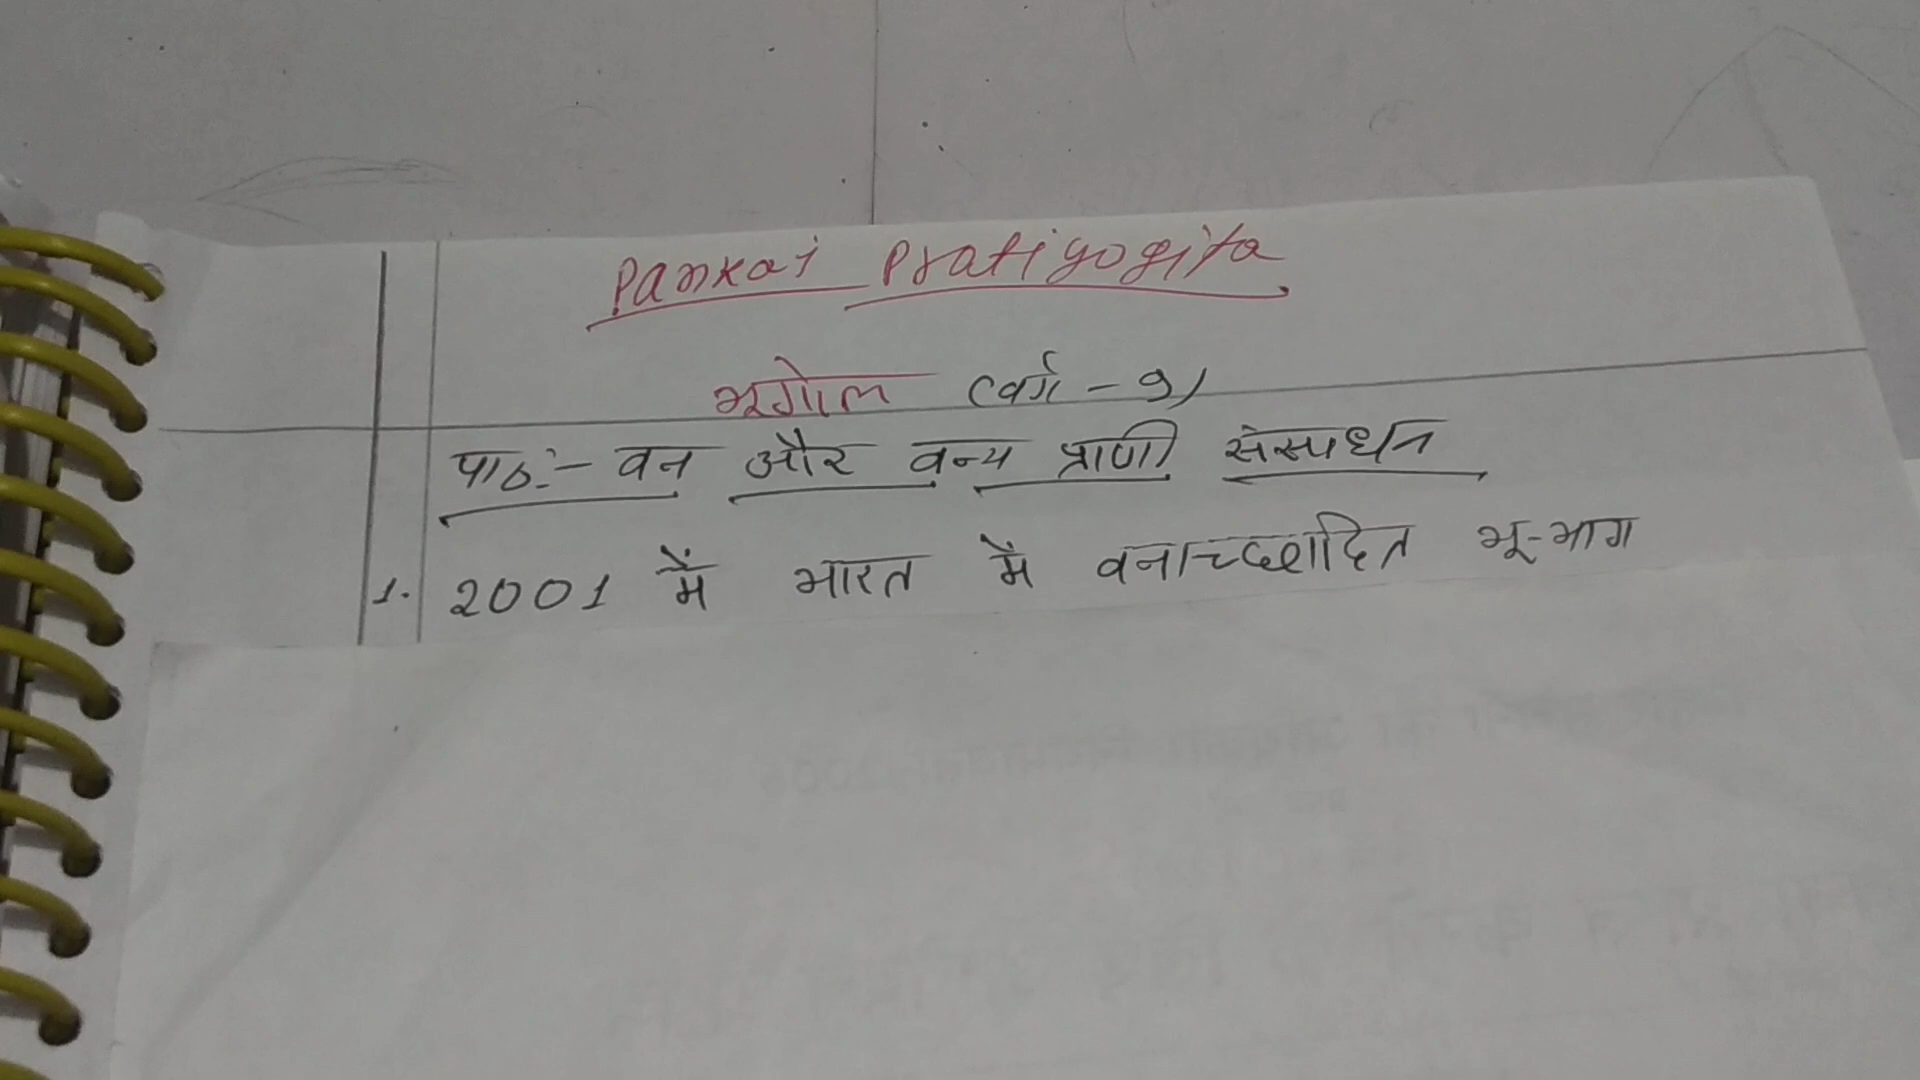 Pankaj Pratiyogita
भूगोल (वर्ग - 9)
पाठ:- वन और वन्य प्राणी संसाधन
1. 2001 में भारत में वनाच्छादित भू-भाग